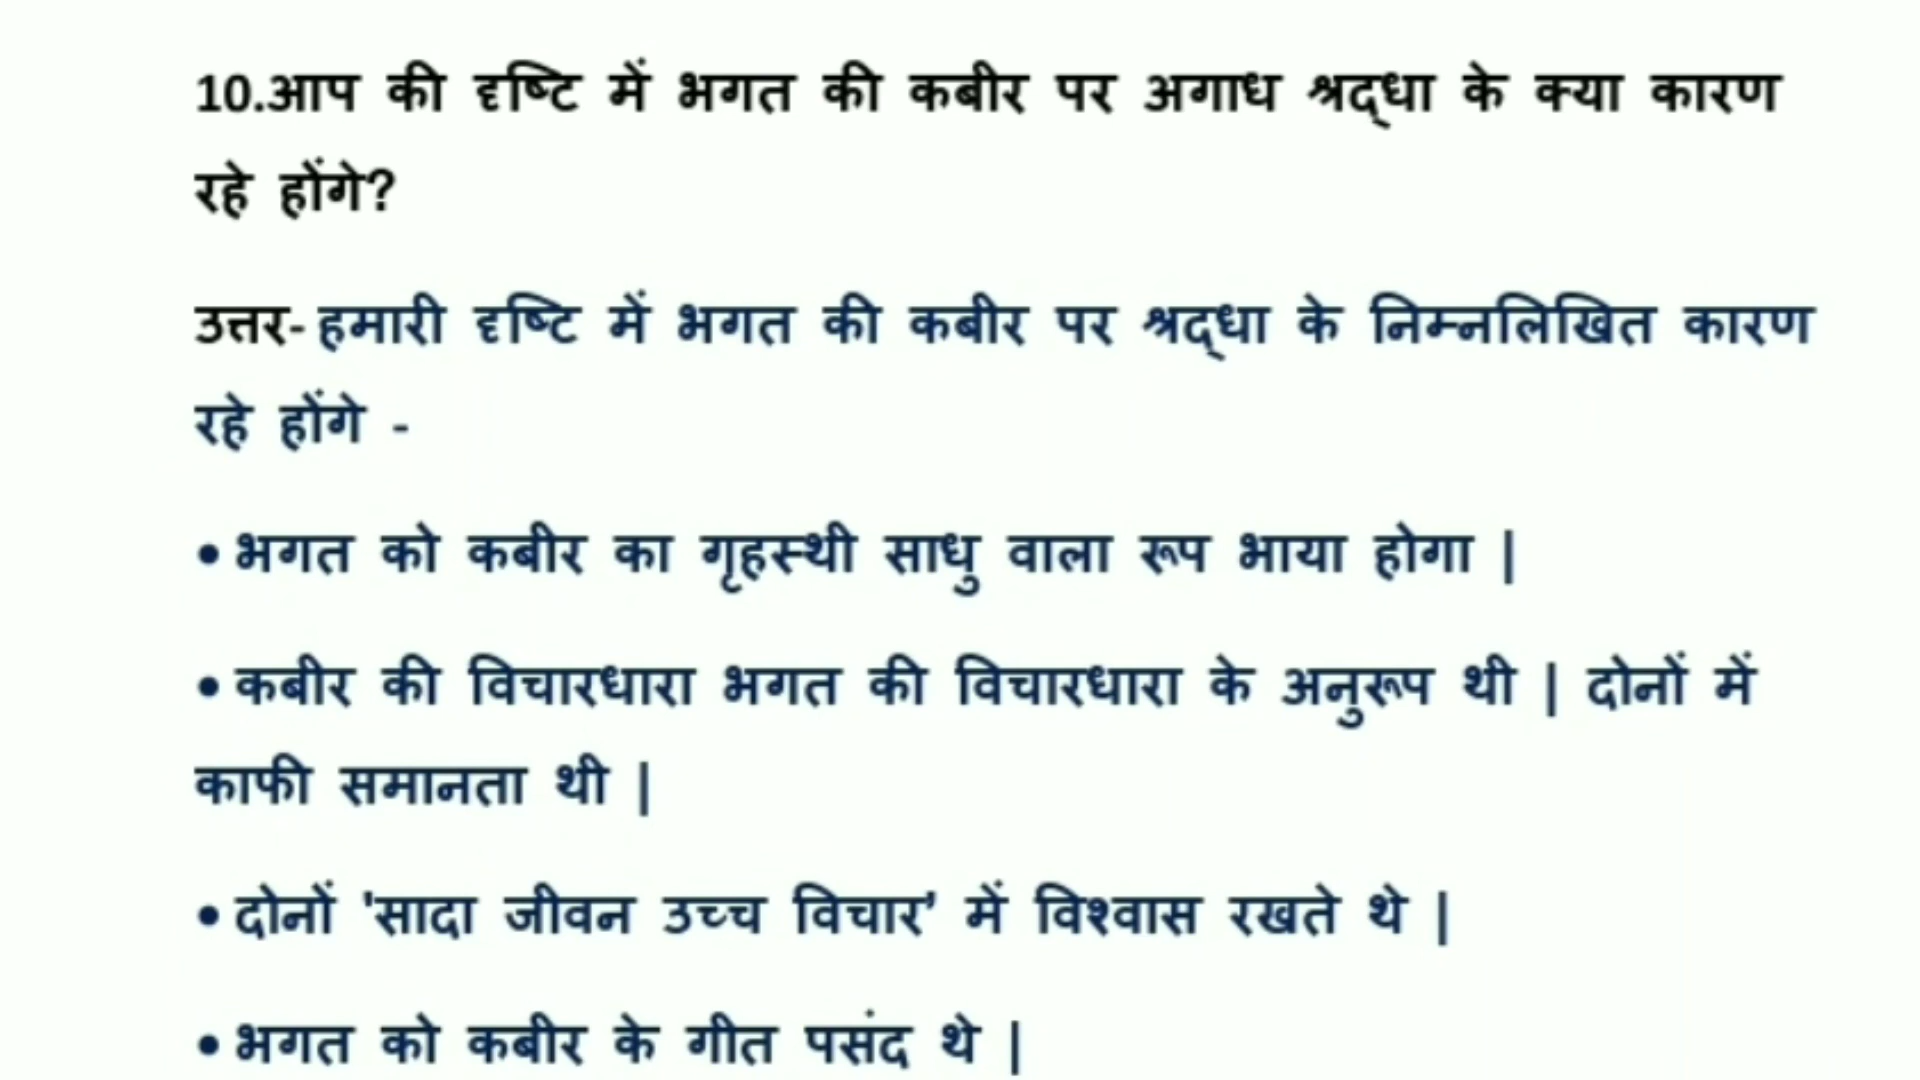 10.आप की दृष्टि में भगत की कबीर पर अगाध श्रद्धा के क्या कारण
रहे होंगे?
उत्तर- हमारी दृष्टि में भगत की कबीर पर श्रद्धा के निम्नलिखित कारण
रहे होंगे -
• भगत को कबीर का गृहस्थी साधु वाला रूप भाया होगा |
• कबीर की विचारधारा भगत की विचारधारा के अनुरूप थी | दोनों में
काफी समानता थी |
• दोनों 'सादा जीवन उच्च विचार’ में विश्वास रखते थे |
• भगत को कबीर के गीत पसंद थे |